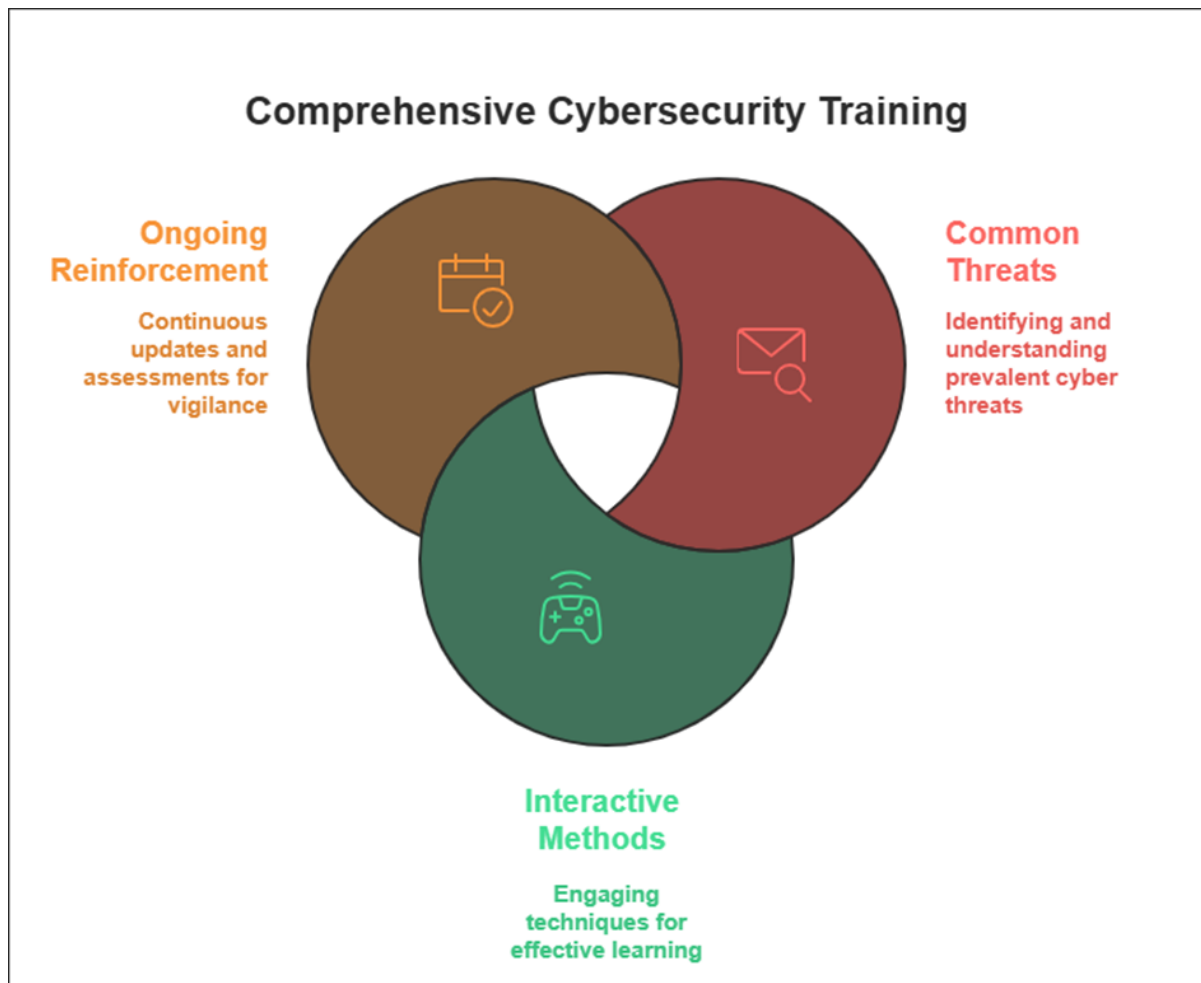 Comprehensive Cybersecurity Training
Ongoing
Reinforcement
Continuous
updates and
assessments for
vigilance
Common
Threats
Identifying and
understanding
prevalent cyber
threats
Interactive
Methods
Engaging
techniques for
effective learning